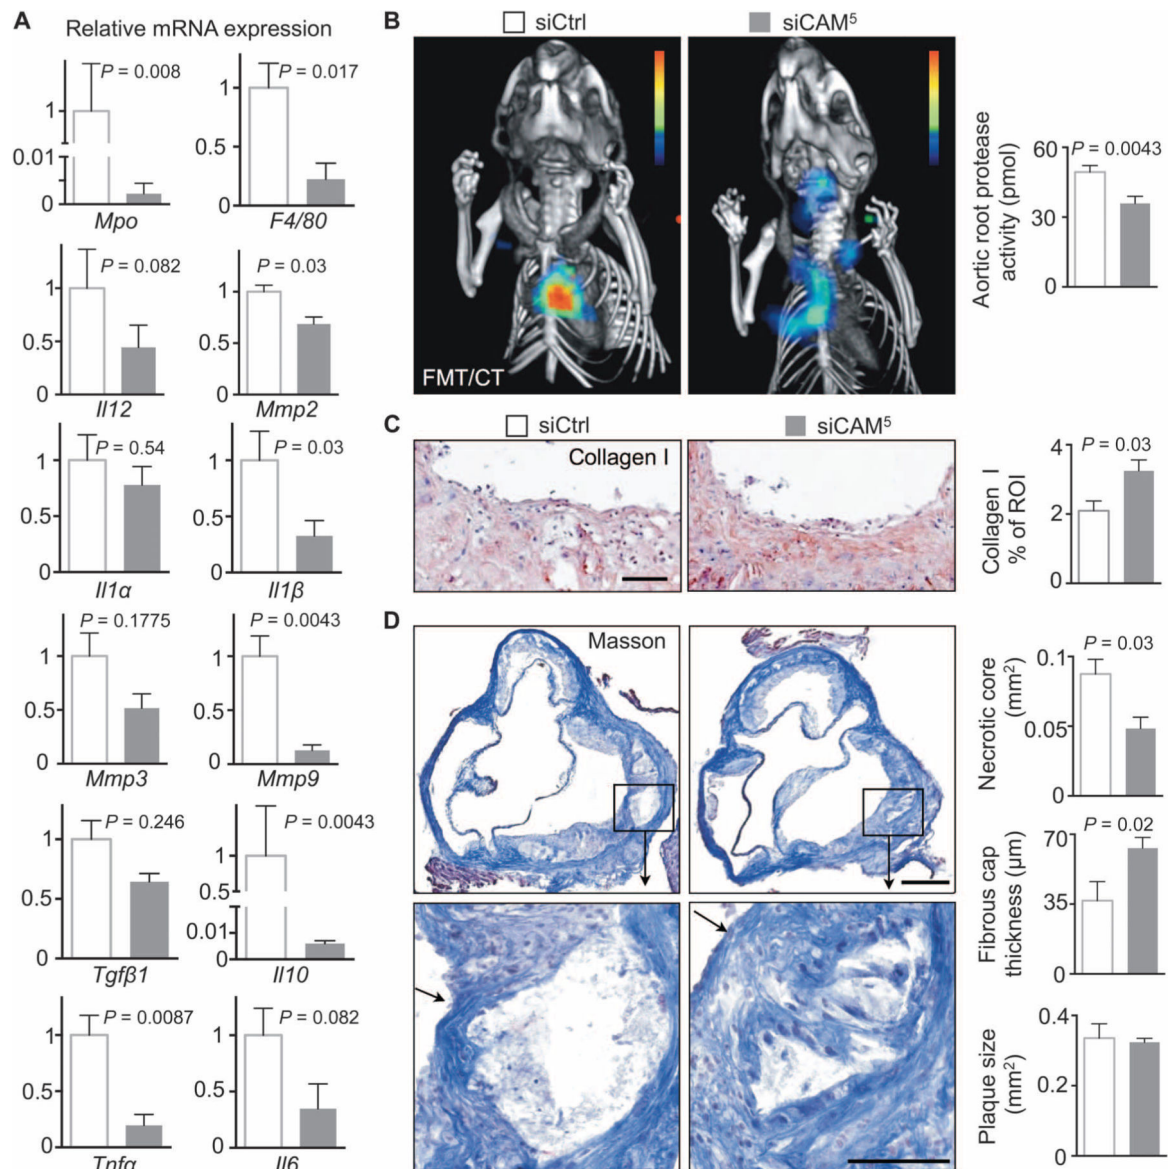 A
Relative mRNA expression
P = 0.008
1
0.01
0
Mpo
P = 0.017
1
0.5
0
F4/80
P = 0.082
1
0.5
0
Il12
P = 0.03
1
0.5
0
Mmp2
P = 0.54
1
0.5
0
Il1α
P = 0.03
1
0.5
0
Il1β
P = 0.1775
1
0.5
0
Mmp3
P = 0.0043
1
0.5
0
Mmp9
P = 0.246
1
0.5
0
Tgfβ1
P = 0.0043
1
0.5
0.01
0
Il10
P = 0.0087
1
0.5
0
Tnfα
P = 0.082
1
0.5
0
Il6
B
siCtrl
siCAM⁵
FMT/CT
Aortic root protease
activity (pmol)
P = 0.0043
60
30
0
C
siCtrl
siCAM⁵
Collagen I
Collagen I
% of ROI
P = 0.03
4
2
0
D
Masson
Necrotic core
(mm²)
P = 0.03
0.1
0.05
0
Fibrous cap
thickness (μm)
P = 0.02
70
35
0
Plaque size
(mm²)
0.4
0.2
0